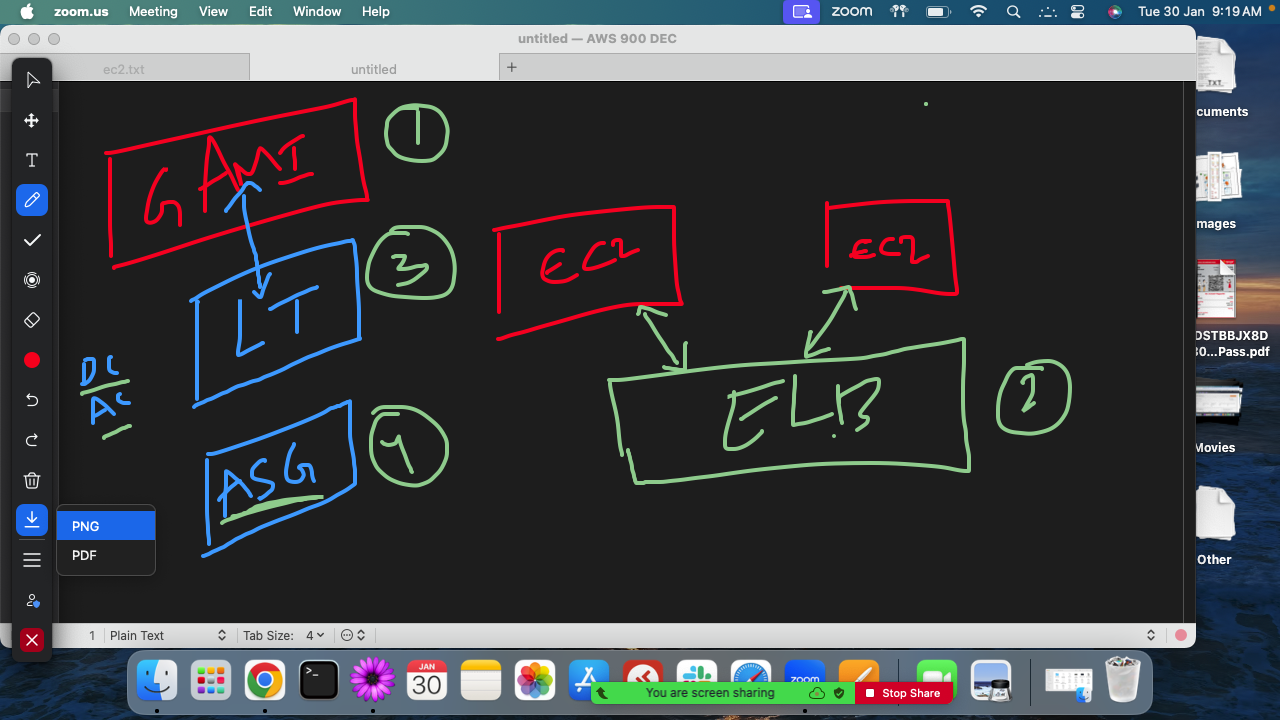 zoom.us Meeting View Edit Window Help zoom Tue 30 Jan 9:19 AM
untitled — AWS 900 DEC
ec2.txt untitled +
GAMI 1
EC2 EC2
LT 3
DC
AC
ELB 2
ASG 4
PNG
PDF
1 Plain Text Tab Size: 4
TXT
cuments
mages
DSTBBJX8D
30...Pass.pdf
Movies
Other
JAN
30
zoom
You are screen sharing Stop Share